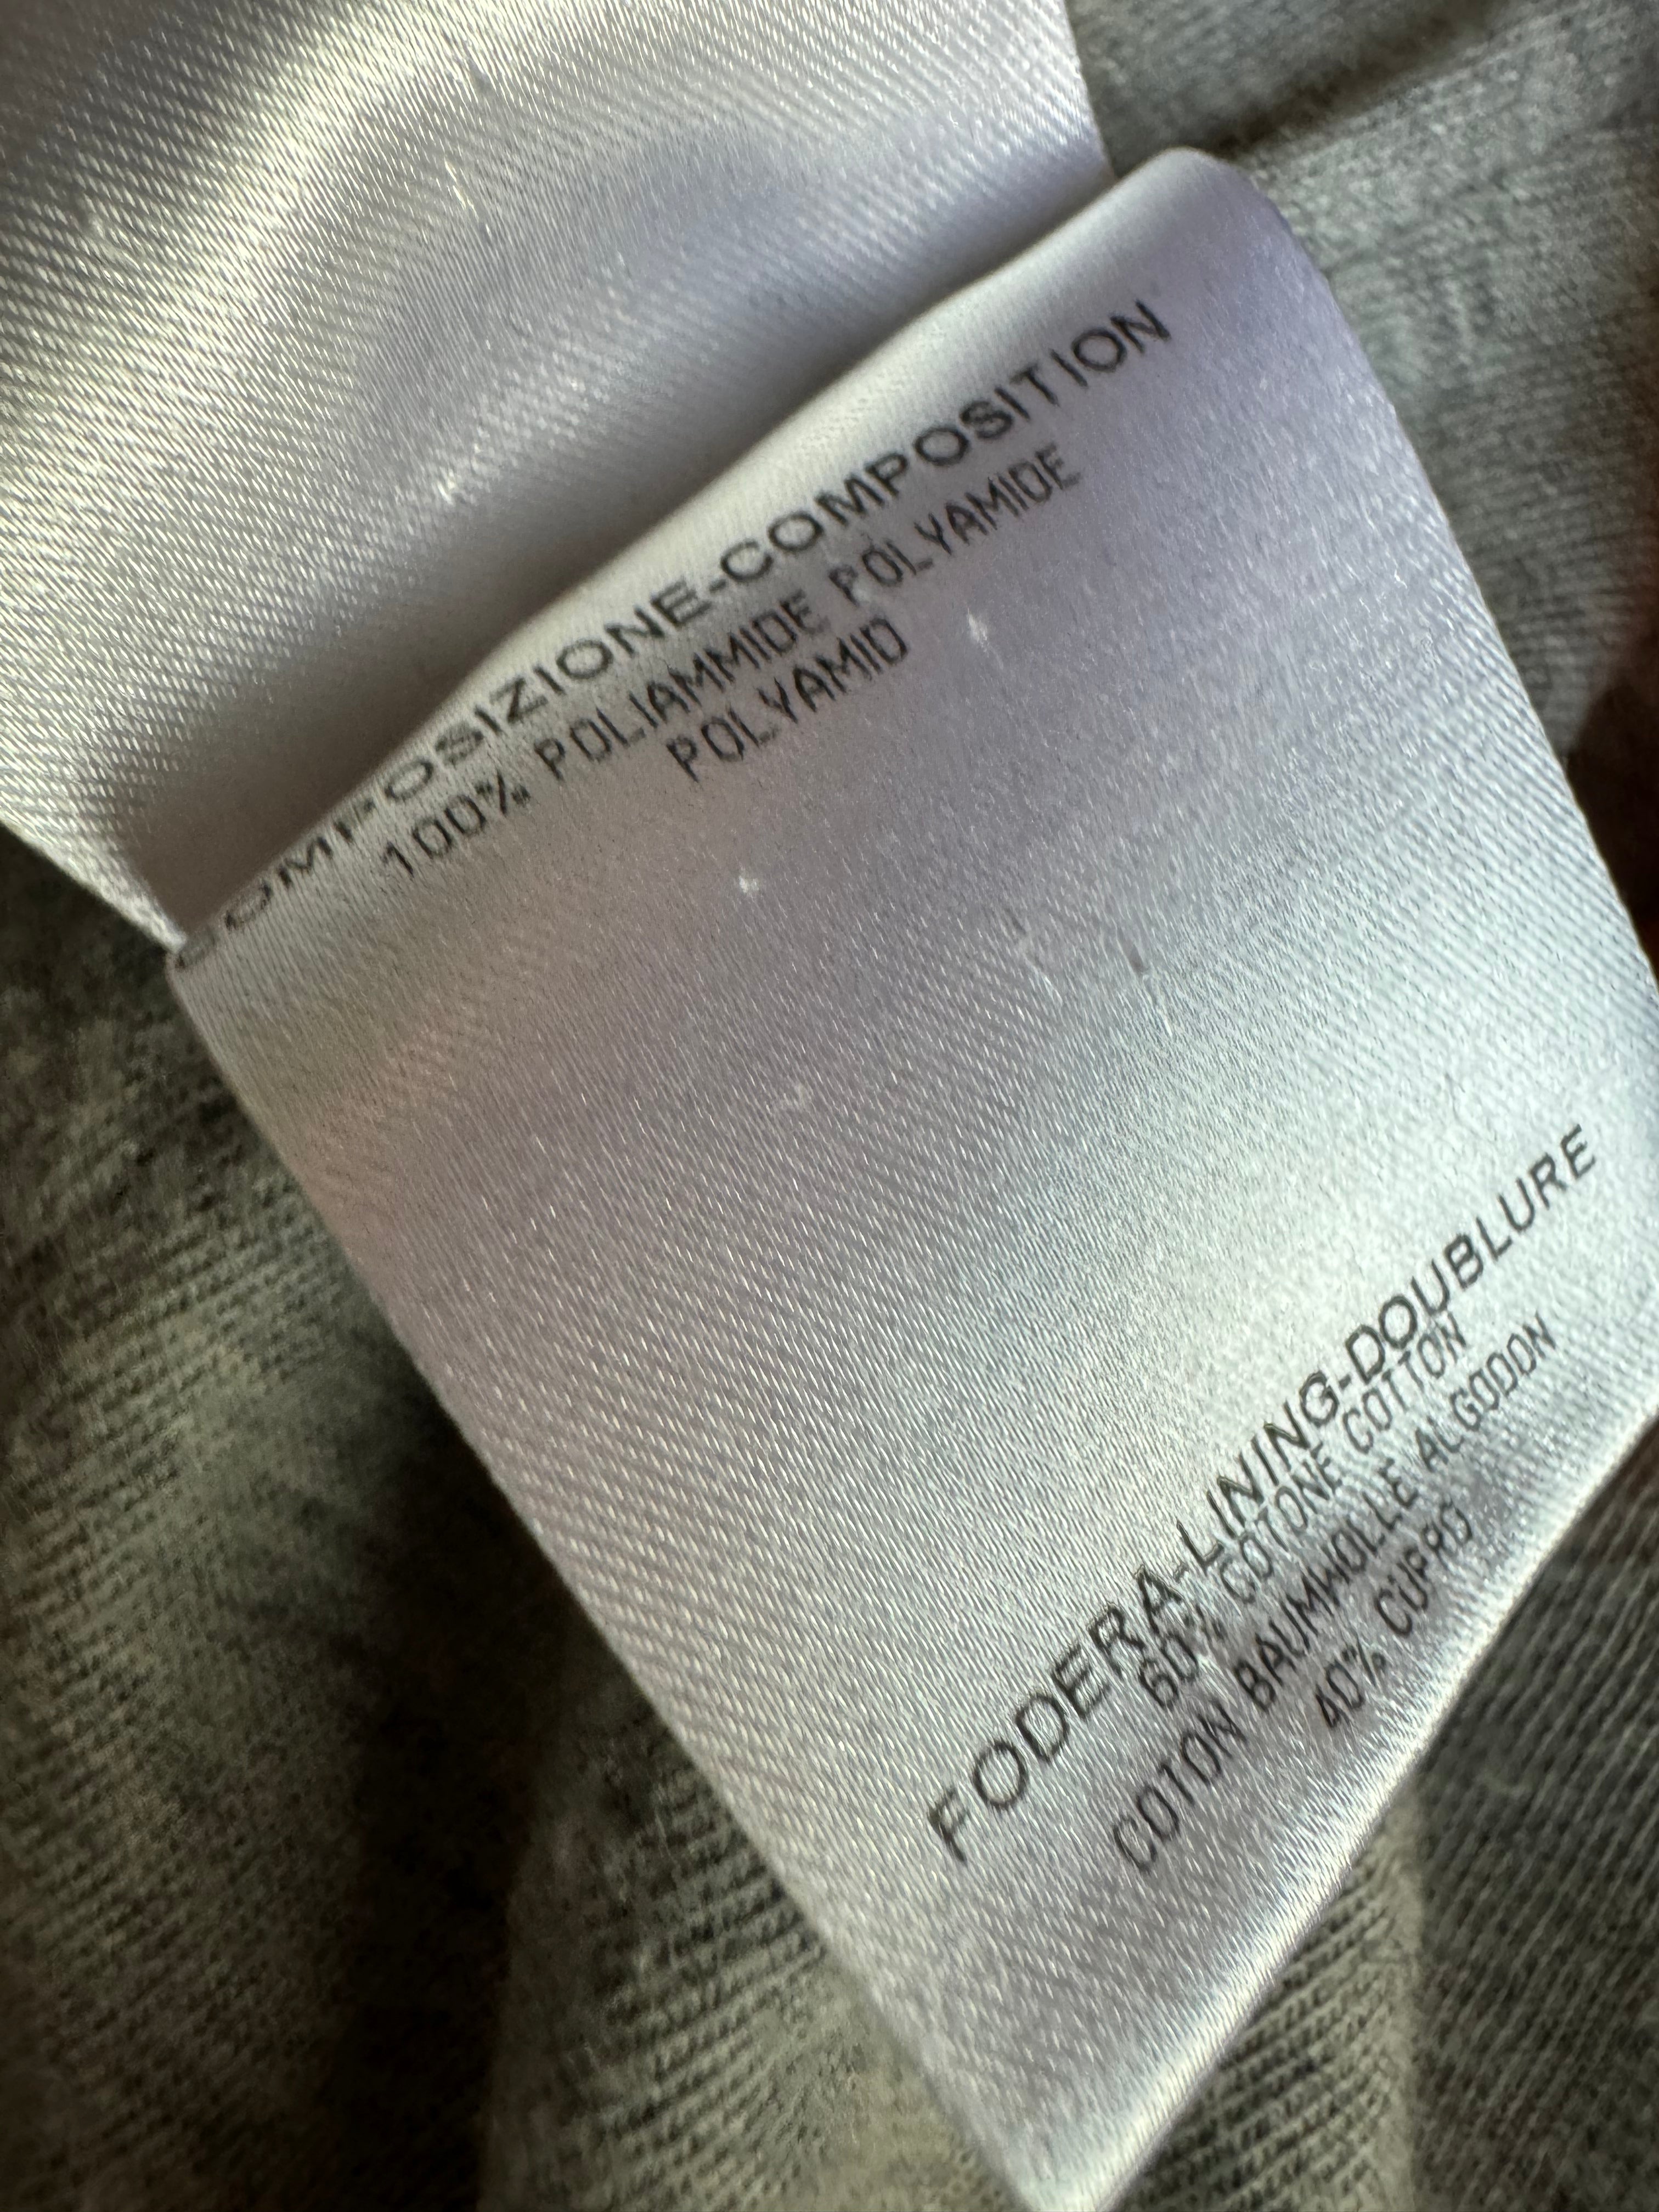 COMPOSIZIONE-COMPOSITION
100% POLIAMMIDE POLYAMIDE
POLYAMID
FODERA-LINING-DOUBLURE
60% COTONE COTTON
COTON BAUMWOLLE ALGODON
40% CUPRO